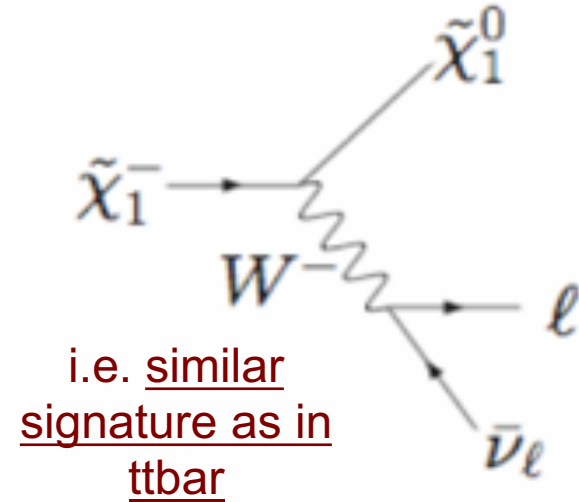 χ̃₁⁰
χ̃₁⁻
W⁻
ℓ
ν̄ℓ
i.e. similar
signature as in
ttbar